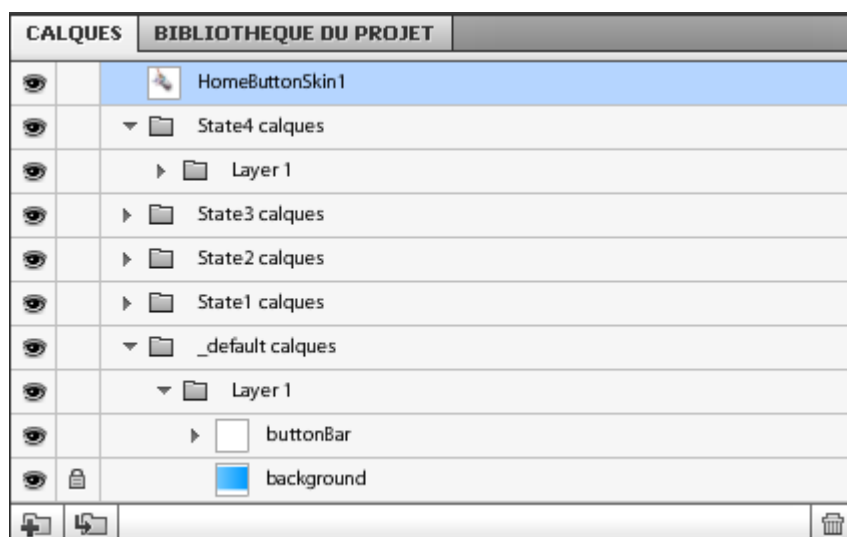 CALQUES BIBLIOTHEQUE DU PROJET
HomeButtonSkin1
State4 calques
Layer 1
State3 calques
State2 calques
State1 calques
_default calques
Layer 1
buttonBar
background